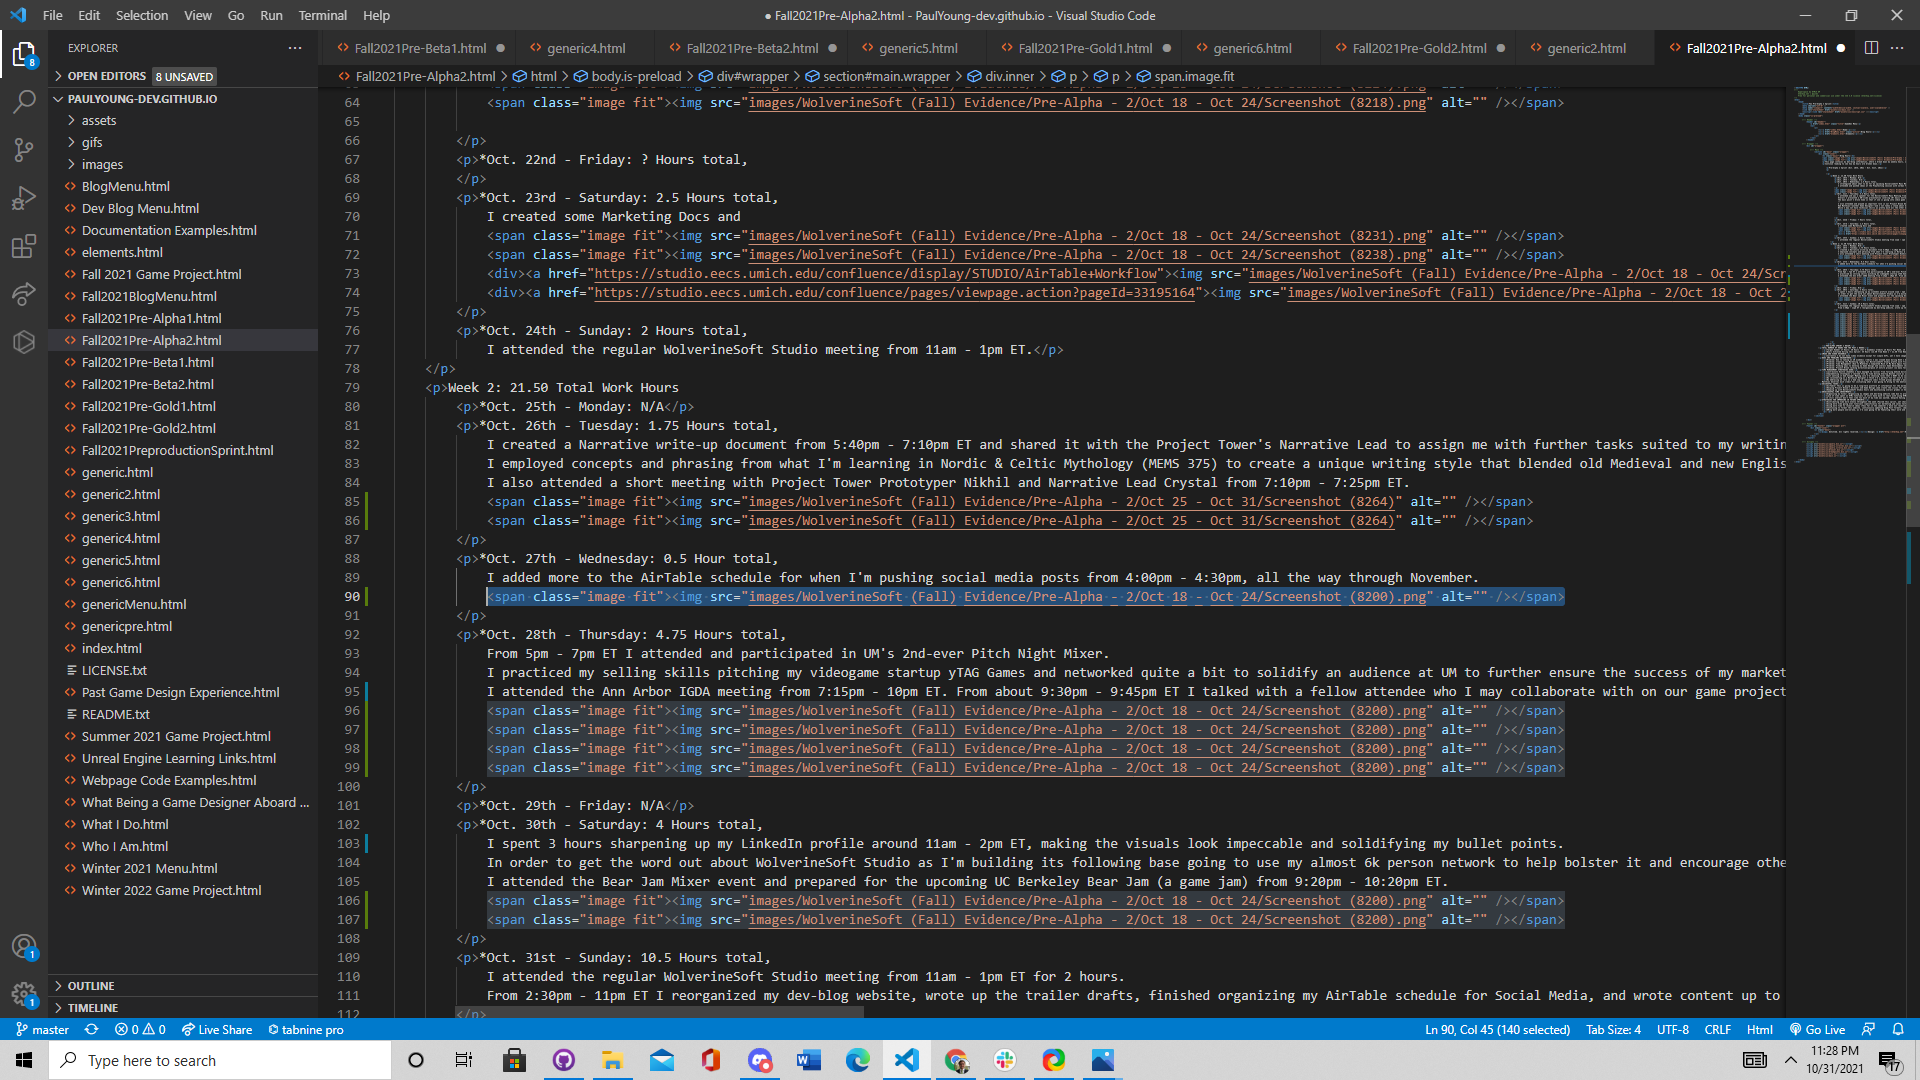 File Edit Selection View Go Run Terminal Help
● Fall2021Pre-Alpha2.html - PaulYoung-dev.github.io - Visual Studio Code
EXPLORER
Fall2021Pre-Beta1.html generic4.html Fall2021Pre-Beta2.html generic5.html Fall2021Pre-Gold1.html generic6.html Fall2021Pre-Gold2.html generic2.html Fall2021Pre-Alpha2.html
OPEN EDITORS 8 UNSAVED
Fall2021Pre-Alpha2.html > html > body.is-preload > div#wrapper > section#main.wrapper > div.inner > p > p > span.image.fit
PAULYOUNG-DEV.GITHUB.IO
assets
gifs
images
BlogMenu.html
Dev Blog Menu.html
Documentation Examples.html
elements.html
Fall 2021 Game Project.html
Fall2021BlogMenu.html
Fall2021Pre-Alpha1.html
Fall2021Pre-Alpha2.html
Fall2021Pre-Beta1.html
Fall2021Pre-Beta2.html
Fall2021Pre-Gold1.html
Fall2021Pre-Gold2.html
Fall2021PreproductionSprint.html
generic.html
generic2.html
generic3.html
generic4.html
generic5.html
generic6.html
genericMenu.html
genericpre.html
index.html
LICENSE.txt
Past Game Design Experience.html
README.txt
Summer 2021 Game Project.html
Unreal Engine Learning Links.html
Webpage Code Examples.html
What Being a Game Designer Aboard ...
What I Do.html
Who I Am.html
Winter 2021 Menu.html
Winter 2022 Game Project.html
OUTLINE
TIMELINE
64 <span class="image fit"><img src="images/WolverineSoft (Fall) Evidence/Pre-Alpha - 2/Oct 18 - Oct 24/Screenshot (8218).png" alt="" /></span>
65
66 </p>
67 <p>*Oct. 22nd - Friday: ? Hours total,
68 </p>
69 <p>*Oct. 23rd - Saturday: 2.5 Hours total,
70 I created some Marketing Docs and
71 <span class="image fit"><img src="images/WolverineSoft (Fall) Evidence/Pre-Alpha - 2/Oct 18 - Oct 24/Screenshot (8231).png" alt="" /></span>
72 <span class="image fit"><img src="images/WolverineSoft (Fall) Evidence/Pre-Alpha - 2/Oct 18 - Oct 24/Screenshot (8238).png" alt="" /></span>
73 <div><a href="https://studio.eecs.umich.edu/confluence/display/STUDIO/AirTable+Workflow"><img src="images/WolverineSoft (Fall) Evidence/Pre-Alpha - 2/Oct 18 - Oct 24/Scr
74 <div><a href="https://studio.eecs.umich.edu/confluence/pages/viewpage.action?pageId=33195164"><img src="images/WolverineSoft (Fall) Evidence/Pre-Alpha - 2/Oct 18 - Oct 2
75 </p>
76 <p>*Oct. 24th - Sunday: 2 Hours total,
77 I attended the regular WolverineSoft Studio meeting from 11am - 1pm ET.</p>
78 </p>
79 <p>Week 2: 21.50 Total Work Hours
80 <p>*Oct. 25th - Monday: N/A</p>
81 <p>*Oct. 26th - Tuesday: 1.75 Hours total,
82 I created a Narrative write-up document from 5:40pm - 7:10pm ET and shared it with the Project Tower's Narrative Lead to assign me with further tasks suited to my writin
83 I employed concepts and phrasing from what I'm learning in Nordic & Celtic Mythology (MEMS 375) to create a unique writing style that blended old Medieval and new Englis
84 I also attended a short meeting with Project Tower Prototyper Nikhil and Narrative Lead Crystal from 7:10pm - 7:25pm ET.
85 <span class="image fit"><img src="images/WolverineSoft (Fall) Evidence/Pre-Alpha - 2/Oct 25 - Oct 31/Screenshot (8264)" alt="" /></span>
86 <span class="image fit"><img src="images/WolverineSoft (Fall) Evidence/Pre-Alpha - 2/Oct 25 - Oct 31/Screenshot (8264)" alt="" /></span>
87 </p>
88 <p>*Oct. 27th - Wednesday: 0.5 Hour total,
89 I added more to the AirTable schedule for when I'm pushing social media posts from 4:00pm - 4:30pm, all the way through November.
90 <span class="image fit"><img src="images/WolverineSoft (Fall) Evidence/Pre-Alpha - 2/Oct 18 - Oct 24/Screenshot (8200).png" alt="" /></span>
91 </p>
92 <p>*Oct. 28th - Thursday: 4.75 Hours total,
93 From 5pm - 7pm ET I attended and participated in UM's 2nd-ever Pitch Night Mixer.
94 I practiced my selling skills pitching my videogame startup yTAG Games and networked quite a bit to solidify an audience at UM to further ensure the success of my market
95 I attended the Ann Arbor IGDA meeting from 7:15pm - 10pm ET. From about 9:30pm - 9:45pm ET I talked with a fellow attendee who I may collaborate with on our game project
96 <span class="image fit"><img src="images/WolverineSoft (Fall) Evidence/Pre-Alpha - 2/Oct 18 - Oct 24/Screenshot (8200).png" alt="" /></span>
97 <span class="image fit"><img src="images/WolverineSoft (Fall) Evidence/Pre-Alpha - 2/Oct 18 - Oct 24/Screenshot (8200).png" alt="" /></span>
98 <span class="image fit"><img src="images/WolverineSoft (Fall) Evidence/Pre-Alpha - 2/Oct 18 - Oct 24/Screenshot (8200).png" alt="" /></span>
99 <span class="image fit"><img src="images/WolverineSoft (Fall) Evidence/Pre-Alpha - 2/Oct 18 - Oct 24/Screenshot (8200).png" alt="" /></span>
100 </p>
101 <p>*Oct. 29th - Friday: N/A</p>
102 <p>*Oct. 30th - Saturday: 4 Hours total,
103 I spent 3 hours sharpening up my LinkedIn profile around 11am - 2pm ET, making the visuals look impeccable and solidifying my bullet points.
104 In order to get the word out about WolverineSoft Studio as I'm building its following base going to use my almost 6k person network to help bolster it and encourage othe
105 I attended the Bear Jam Mixer event and prepared for the upcoming UC Berkeley Bear Jam (a game jam) from 9:20pm - 10:20pm ET.
106 <span class="image fit"><img src="images/WolverineSoft (Fall) Evidence/Pre-Alpha - 2/Oct 18 - Oct 24/Screenshot (8200).png" alt="" /></span>
107 <span class="image fit"><img src="images/WolverineSoft (Fall) Evidence/Pre-Alpha - 2/Oct 18 - Oct 24/Screenshot (8200).png" alt="" /></span>
108 </p>
109 <p>*Oct. 31st - Sunday: 10.5 Hours total,
110 I attended the regular WolverineSoft Studio meeting from 11am - 1pm ET for 2 hours.
111 From 2:30pm - 11pm ET I reorganized my dev-blog website, wrote up the trailer drafts, finished organizing my AirTable schedule for Social Media, and wrote content up to
112 </p>
master 0 0 Live Share tabnine pro
Ln 90, Col 45 (140 selected) Tab Size: 4 UTF-8 CRLF Html Go Live
Type here to search
11:28 PM
10/31/2021
17